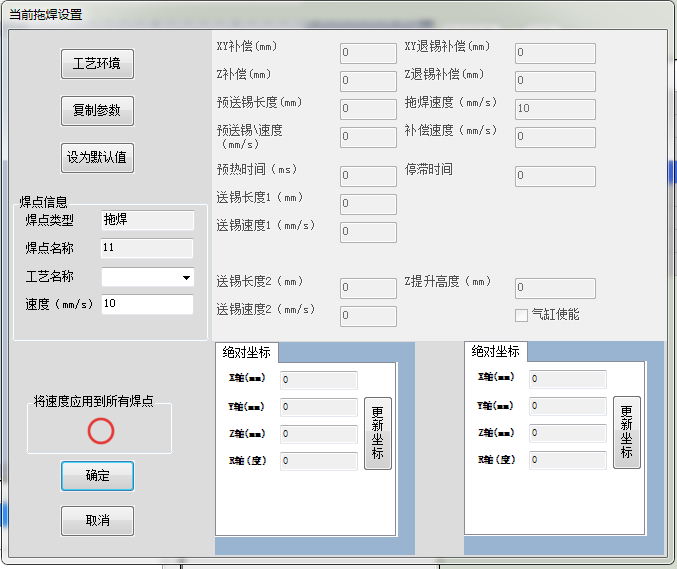 当前拖焊设置
工艺环境
复制参数
设为默认值
焊点信息
焊点类型 拖焊
焊点名称 11
工艺名称
速度（mm/s） 10
将速度应用到所有焊点
确定
取消
XY补偿(mm) 0 XY退锡补偿(mm) 0
Z补偿(mm) 0 Z退锡补偿(mm) 0
预送锡长度(mm) 0 拖焊速度（mm/s） 10
预送锡\速度 0 补偿速度（mm/s） 0
（mm/s）
预热时间（ms） 0 停滞时间 0
送锡长度1（mm） 0
送锡速度1（mm/s） 0
送锡长度2（mm） 0 Z提升高度（mm） 0
送锡速度2（mm/s） 0 气缸使能
绝对坐标
X轴(mm) 0
Y轴(mm) 0
Z轴(mm) 0
R轴(度) 0
更新坐标
绝对坐标
X轴(mm) 0
Y轴(mm) 0
Z轴(mm) 0
R轴(度) 0
更新坐标